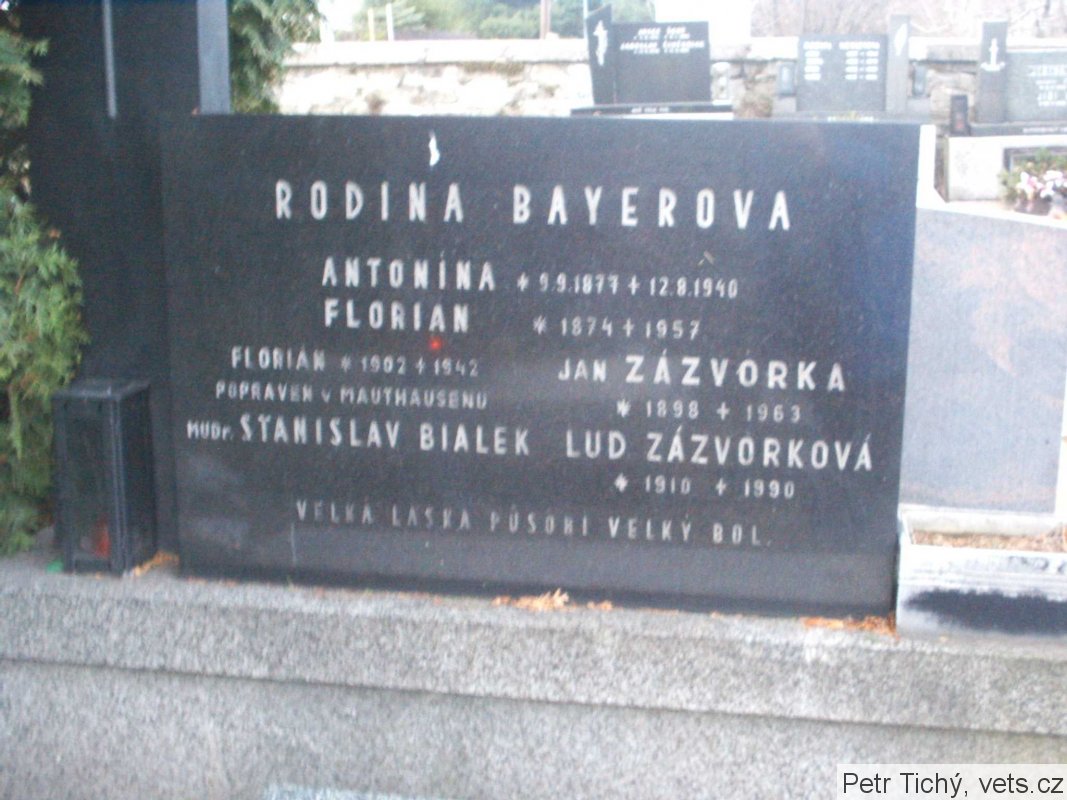 RODINA BAYEROVA
ANTONÍNA * 9.9.1877 + 12.8.1940
FLORIAN * 1874 + 1957
FLORIÁN * 1902 + 1942
POPRAVEN v MAUTHAUSENU
MUDr. STANISLAV BIALEK
JAN ZÁZVORKA
* 1898 + 1963
LUD ZÁZVORKOVÁ
* 1910 + 1990
VELKÁ LÁSKA PŮSOBÍ VELKÝ BOL.
Petr Tichý, vets.cz